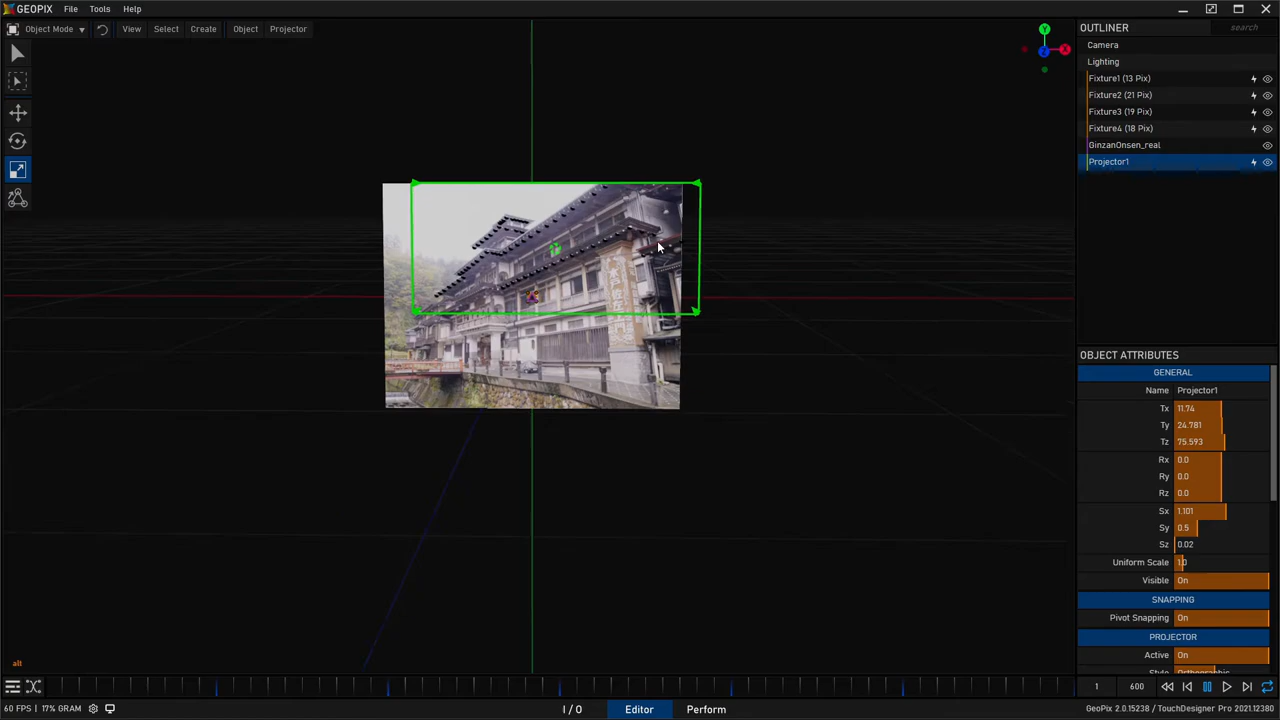 GEOPIX File Tools Help
Object Mode View Select Create Object Projector
Y
X
Z
OUTLINER search
Camera
Lighting
Fixture1 (13 Pix)
Fixture2 (21 Pix)
Fixture3 (19 Pix)
Fixture4 (18 Pix)
GinzanOnsen_real
Projector1
OBJECT ATTRIBUTES
GENERAL
Name Projector1
Tx 11.74
Ty 24.781
Tz 75.593
Rx 0.0
Ry 0.0
Rz 0.0
Sx 1.101
Sy 0.5
Sz 0.02
Uniform Scale 1.0
Visible On
SNAPPING
Pivot Snapping On
PROJECTOR
Active On
Style Orthographic
alt
1 600
60 FPS | 17% GRAM I / O Editor Perform GeoPix 2.0.15238 / TouchDesigner Pro 2021.12380